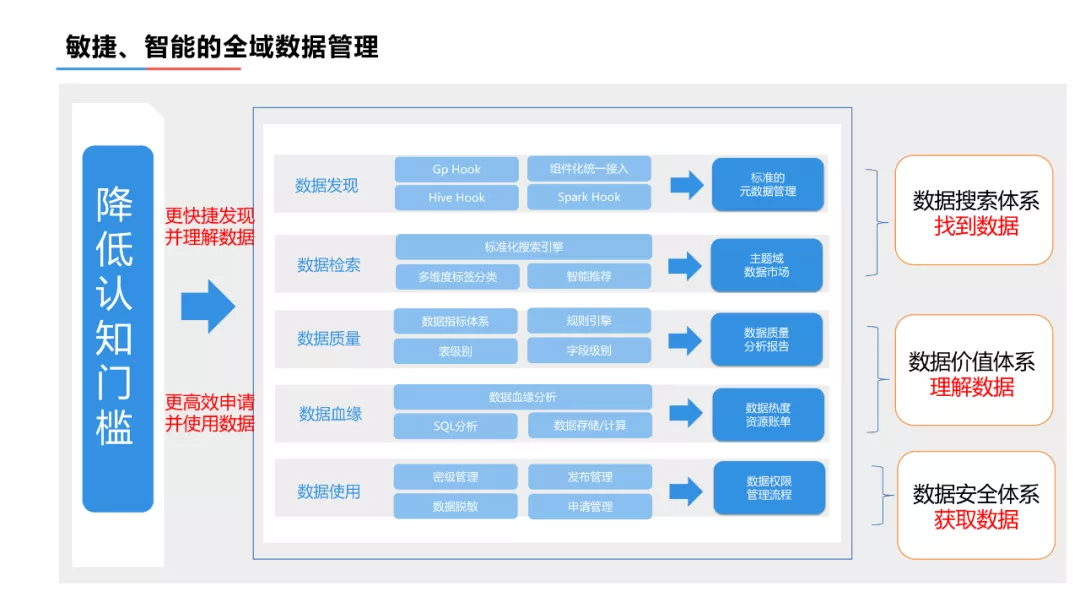 敏捷、智能的全域数据管理
降低认知门槛
更快捷发现
并理解数据
更高效申请
并使用数据
数据发现
Gp Hook
组件化统一接入
Hive Hook
Spark Hook
标准的
元数据管理
数据检索
标准化搜索引擎
多维度标签分类
智能推荐
主题域
数据市场
数据质量
数据指标体系
规则引擎
表级别
字段级别
数据质量
分析报告
数据血缘
数据血缘分析
SQL分析
数据存储/计算
数据热度
资源账单
数据使用
密级管理
发布管理
数据脱敏
申请管理
数据权限
管理流程
数据搜索体系
找到数据
数据价值体系
理解数据
数据安全体系
获取数据